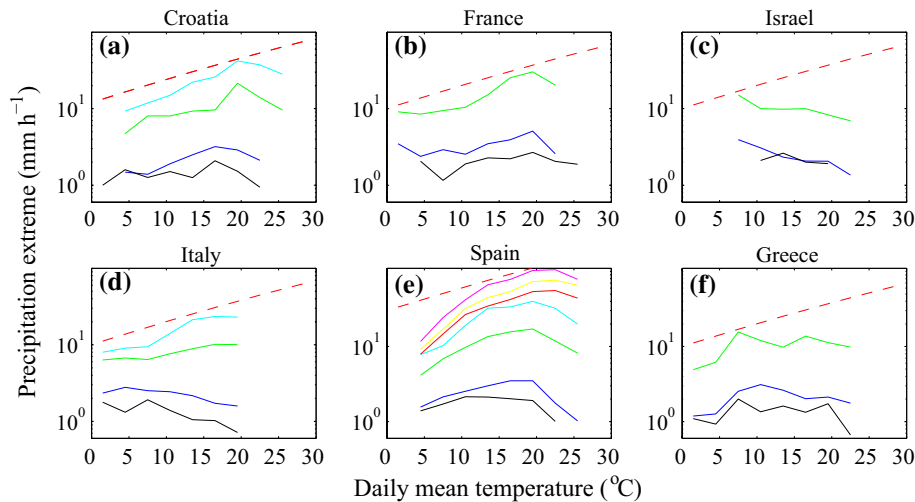 Croatia
France
Israel
(a)
(b)
(c)
10^1
10^1
10^1
10^0
10^0
10^0
0 5 10 15 20 25 30
0 5 10 15 20 25 30
0 5 10 15 20 25 30
Precipitation extreme (mm h^−1)
Italy
Spain
Greece
(d)
(e)
(f)
10^1
10^1
10^1
10^0
10^0
10^0
0 5 10 15 20 25 30
0 5 10 15 20 25 30
0 5 10 15 20 25 30
Daily mean temperature (°C)